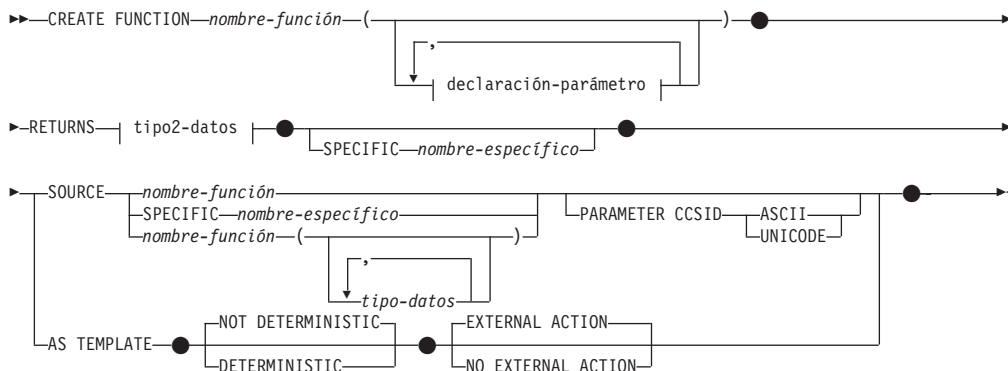 CREATE FUNCTION nombre-función ( )
,
declaración-parámetro
RETURNS tipo2-datos
SPECIFIC nombre-específico
SOURCE nombre-función
SPECIFIC nombre-específico
nombre-función ( )
,
tipo-datos
PARAMETER CCSID ASCII
UNICODE
AS TEMPLATE NOT DETERMINISTIC EXTERNAL ACTION
DETERMINISTIC NO EXTERNAL ACTION